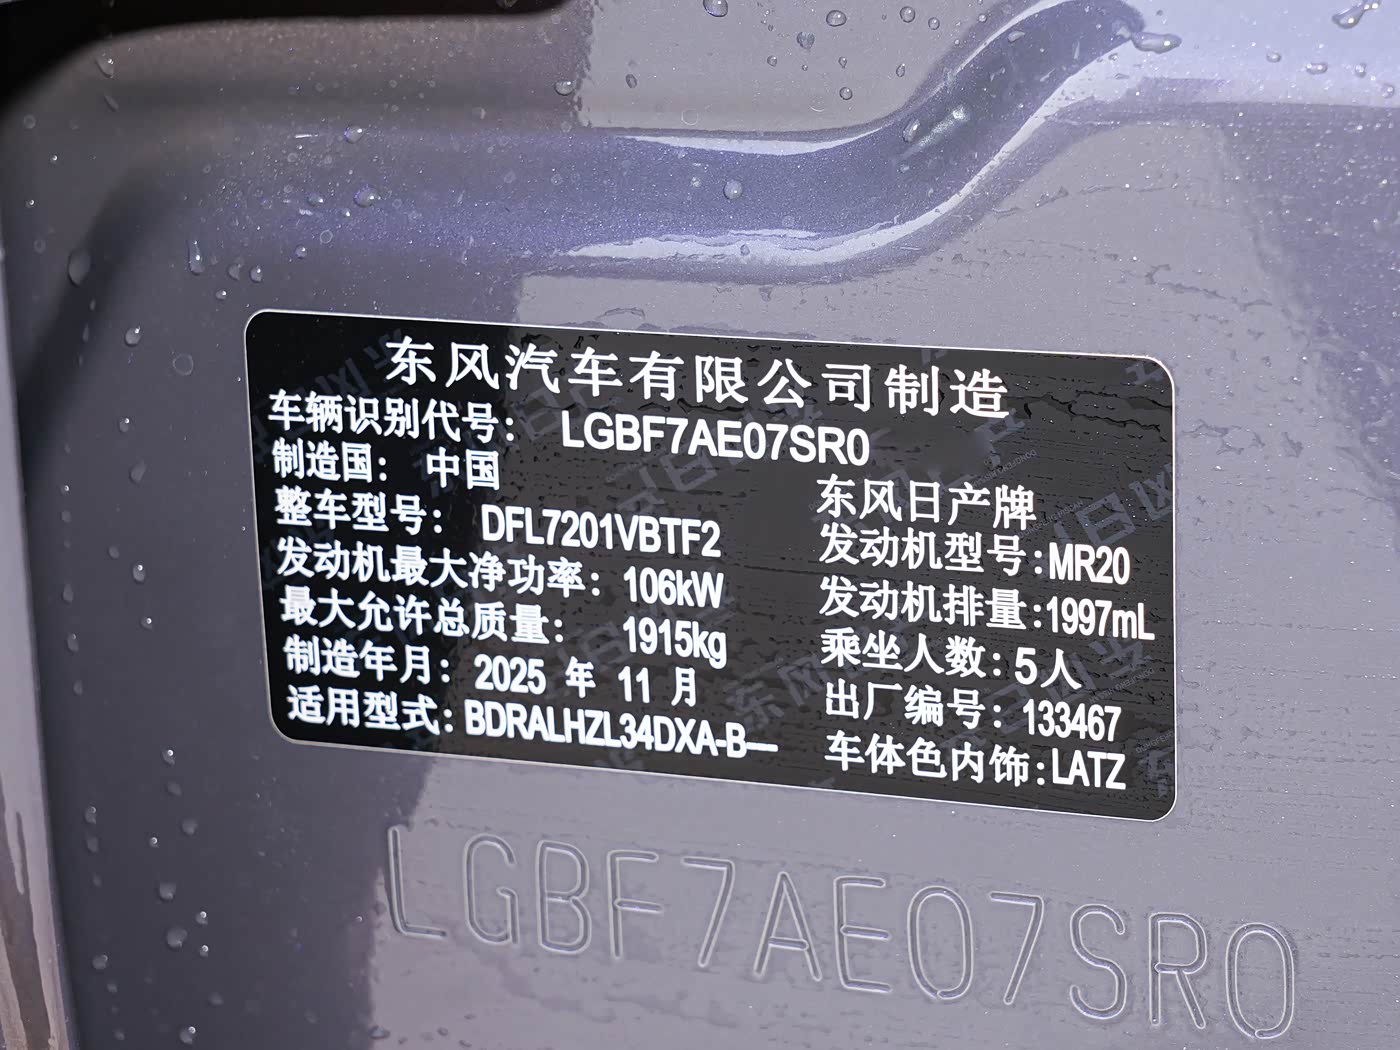 东风汽车有限公司制造
车辆识别代号: LGBF7AE07SR0
制造国: 中国 东风日产牌
整车型号: DFL7201VBTF2 发动机型号:MR20
发动机最大净功率: 106kW 发动机排量:1997mL
最大允许总质量: 1915kg 乘坐人数:5人
制造年月: 2025 年 11 月 出厂编号: 133467
适用型式: BDRALHZL34DXA-B— 车体色内饰:LATZ
LGBF7AE07SR0